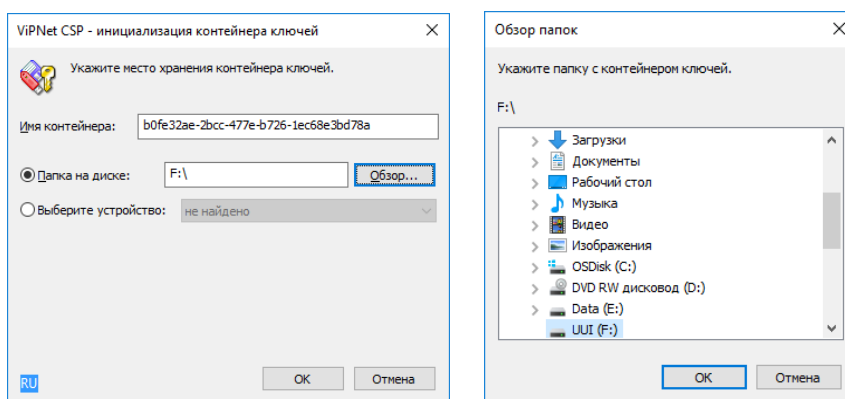 ViPNet CSP - инициализация контейнера ключей
Укажите место хранения контейнера ключей.
Имя контейнера: b0fe32ae-2bcc-477e-b726-1ec68e3bd78a
Папка на диске: F:\ Обзор...
Выберите устройство: не найдено
RU
ОК Отмена
Обзор папок
Укажите папку с контейнером ключей.
F:\
Загрузки
Документы
Рабочий стол
Музыка
Видео
Изображения
OSDisk (C:)
DVD RW дисковод (D:)
Data (E:)
UUI (F:)
ОК Отмена